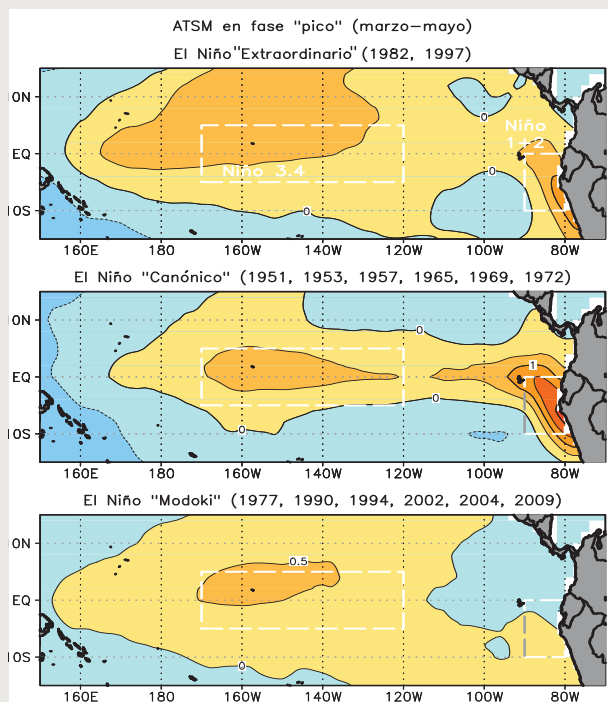 ATSM en fase "pico" (marzo–mayo)
El Niño "Extraordinario" (1982, 1997)
0N
EQ
10S
Niño 3.4
Niño
1+2
0
0
0
160E 180 160W 140W 120W 100W 80W
El Niño "Canónico" (1951, 1953, 1957, 1965, 1969, 1972)
0N
EQ
10S
0
1
0
0
160E 180 160W 140W 120W 100W 80W
El Niño "Modoki" (1977, 1990, 1994, 2002, 2004, 2009)
0N
EQ
10S
0.5
0
160E 180 160W 140W 120W 100W 80W